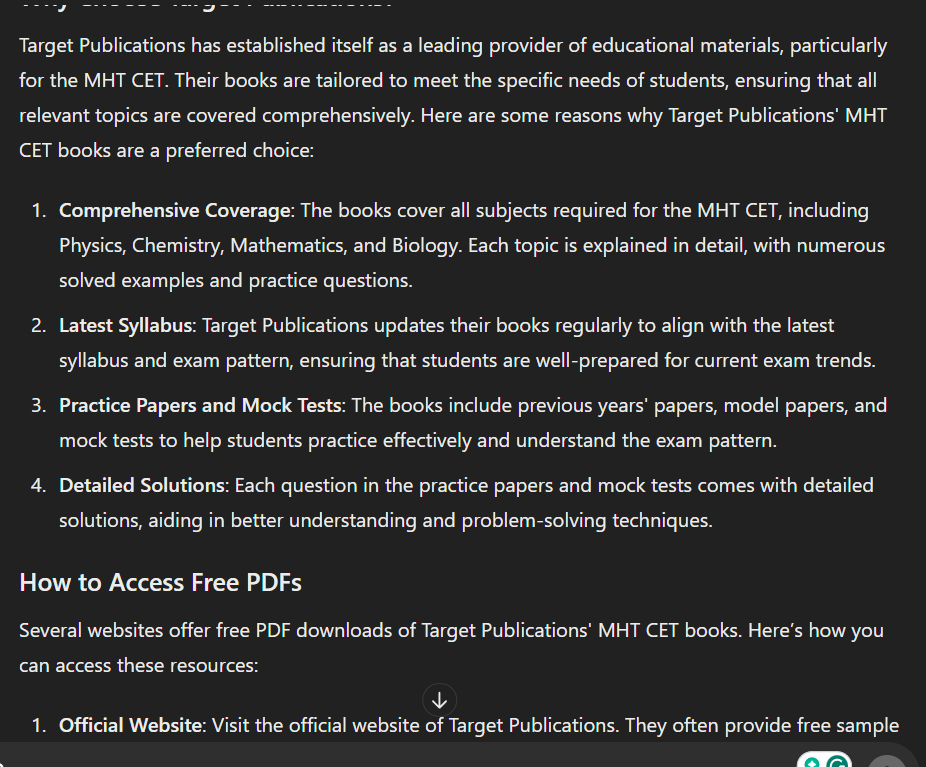 Why Choose Target Publications?
Target Publications has established itself as a leading provider of educational materials, particularly
for the MHT CET. Their books are tailored to meet the specific needs of students, ensuring that all
relevant topics are covered comprehensively. Here are some reasons why Target Publications' MHT
CET books are a preferred choice:
1. Comprehensive Coverage: The books cover all subjects required for the MHT CET, including
Physics, Chemistry, Mathematics, and Biology. Each topic is explained in detail, with numerous
solved examples and practice questions.
2. Latest Syllabus: Target Publications updates their books regularly to align with the latest
syllabus and exam pattern, ensuring that students are well-prepared for current exam trends.
3. Practice Papers and Mock Tests: The books include previous years' papers, model papers, and
mock tests to help students practice effectively and understand the exam pattern.
4. Detailed Solutions: Each question in the practice papers and mock tests comes with detailed
solutions, aiding in better understanding and problem-solving techniques.
How to Access Free PDFs
Several websites offer free PDF downloads of Target Publications' MHT CET books. Here’s how you
can access these resources:
1. Official Website: Visit the official website of Target Publications. They often provide free sample